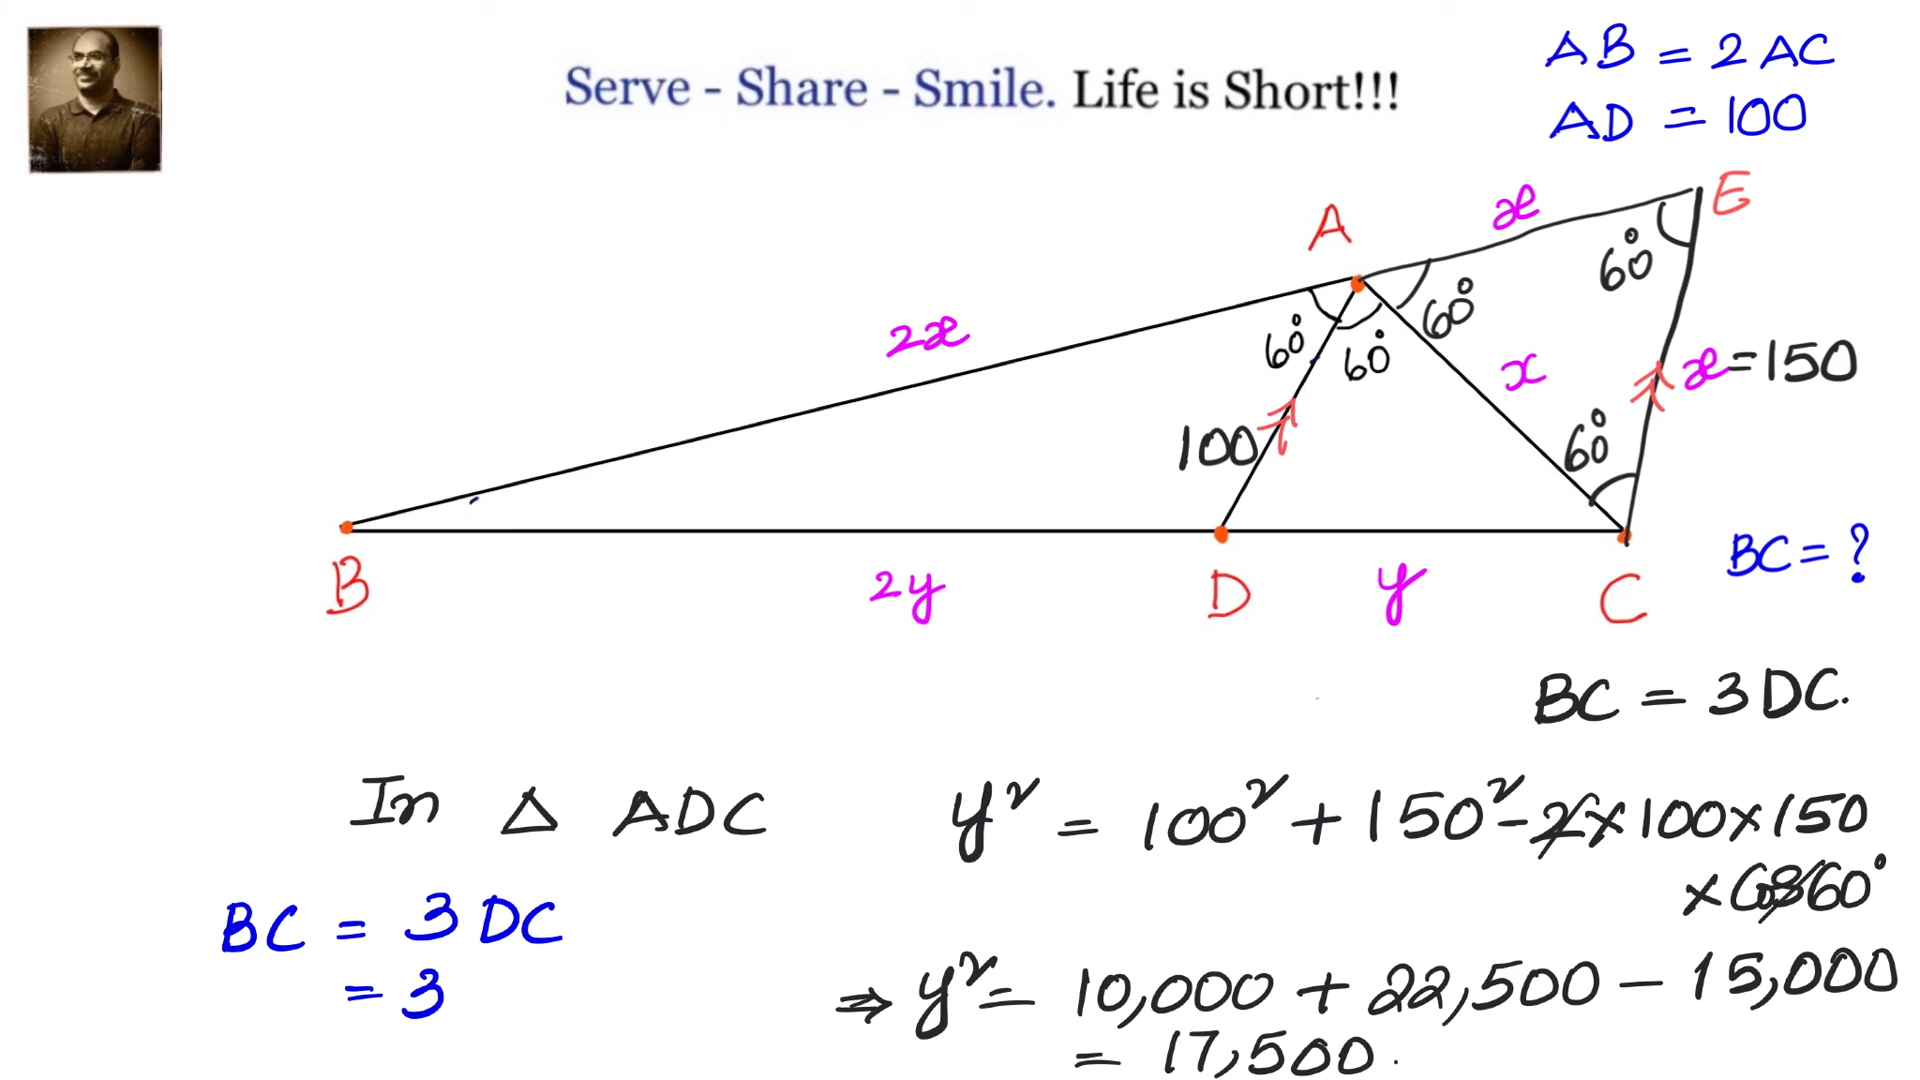 Serve - Share - Smile. Life is Short!!!
AB = 2 AC
AD = 100
A
x
E
60°
2x
60°
60°
60°
x
x = 150
100
60°
B
2y
D
y
C
BC = ?
BC = 3 DC.
In Δ ADC
y² = 100² + 150² - 2 × 100 × 150
× Cos 60°
BC = 3 DC
= 3
⇒ y² = 10,000 + 22,500 - 15,000
= 17,500.